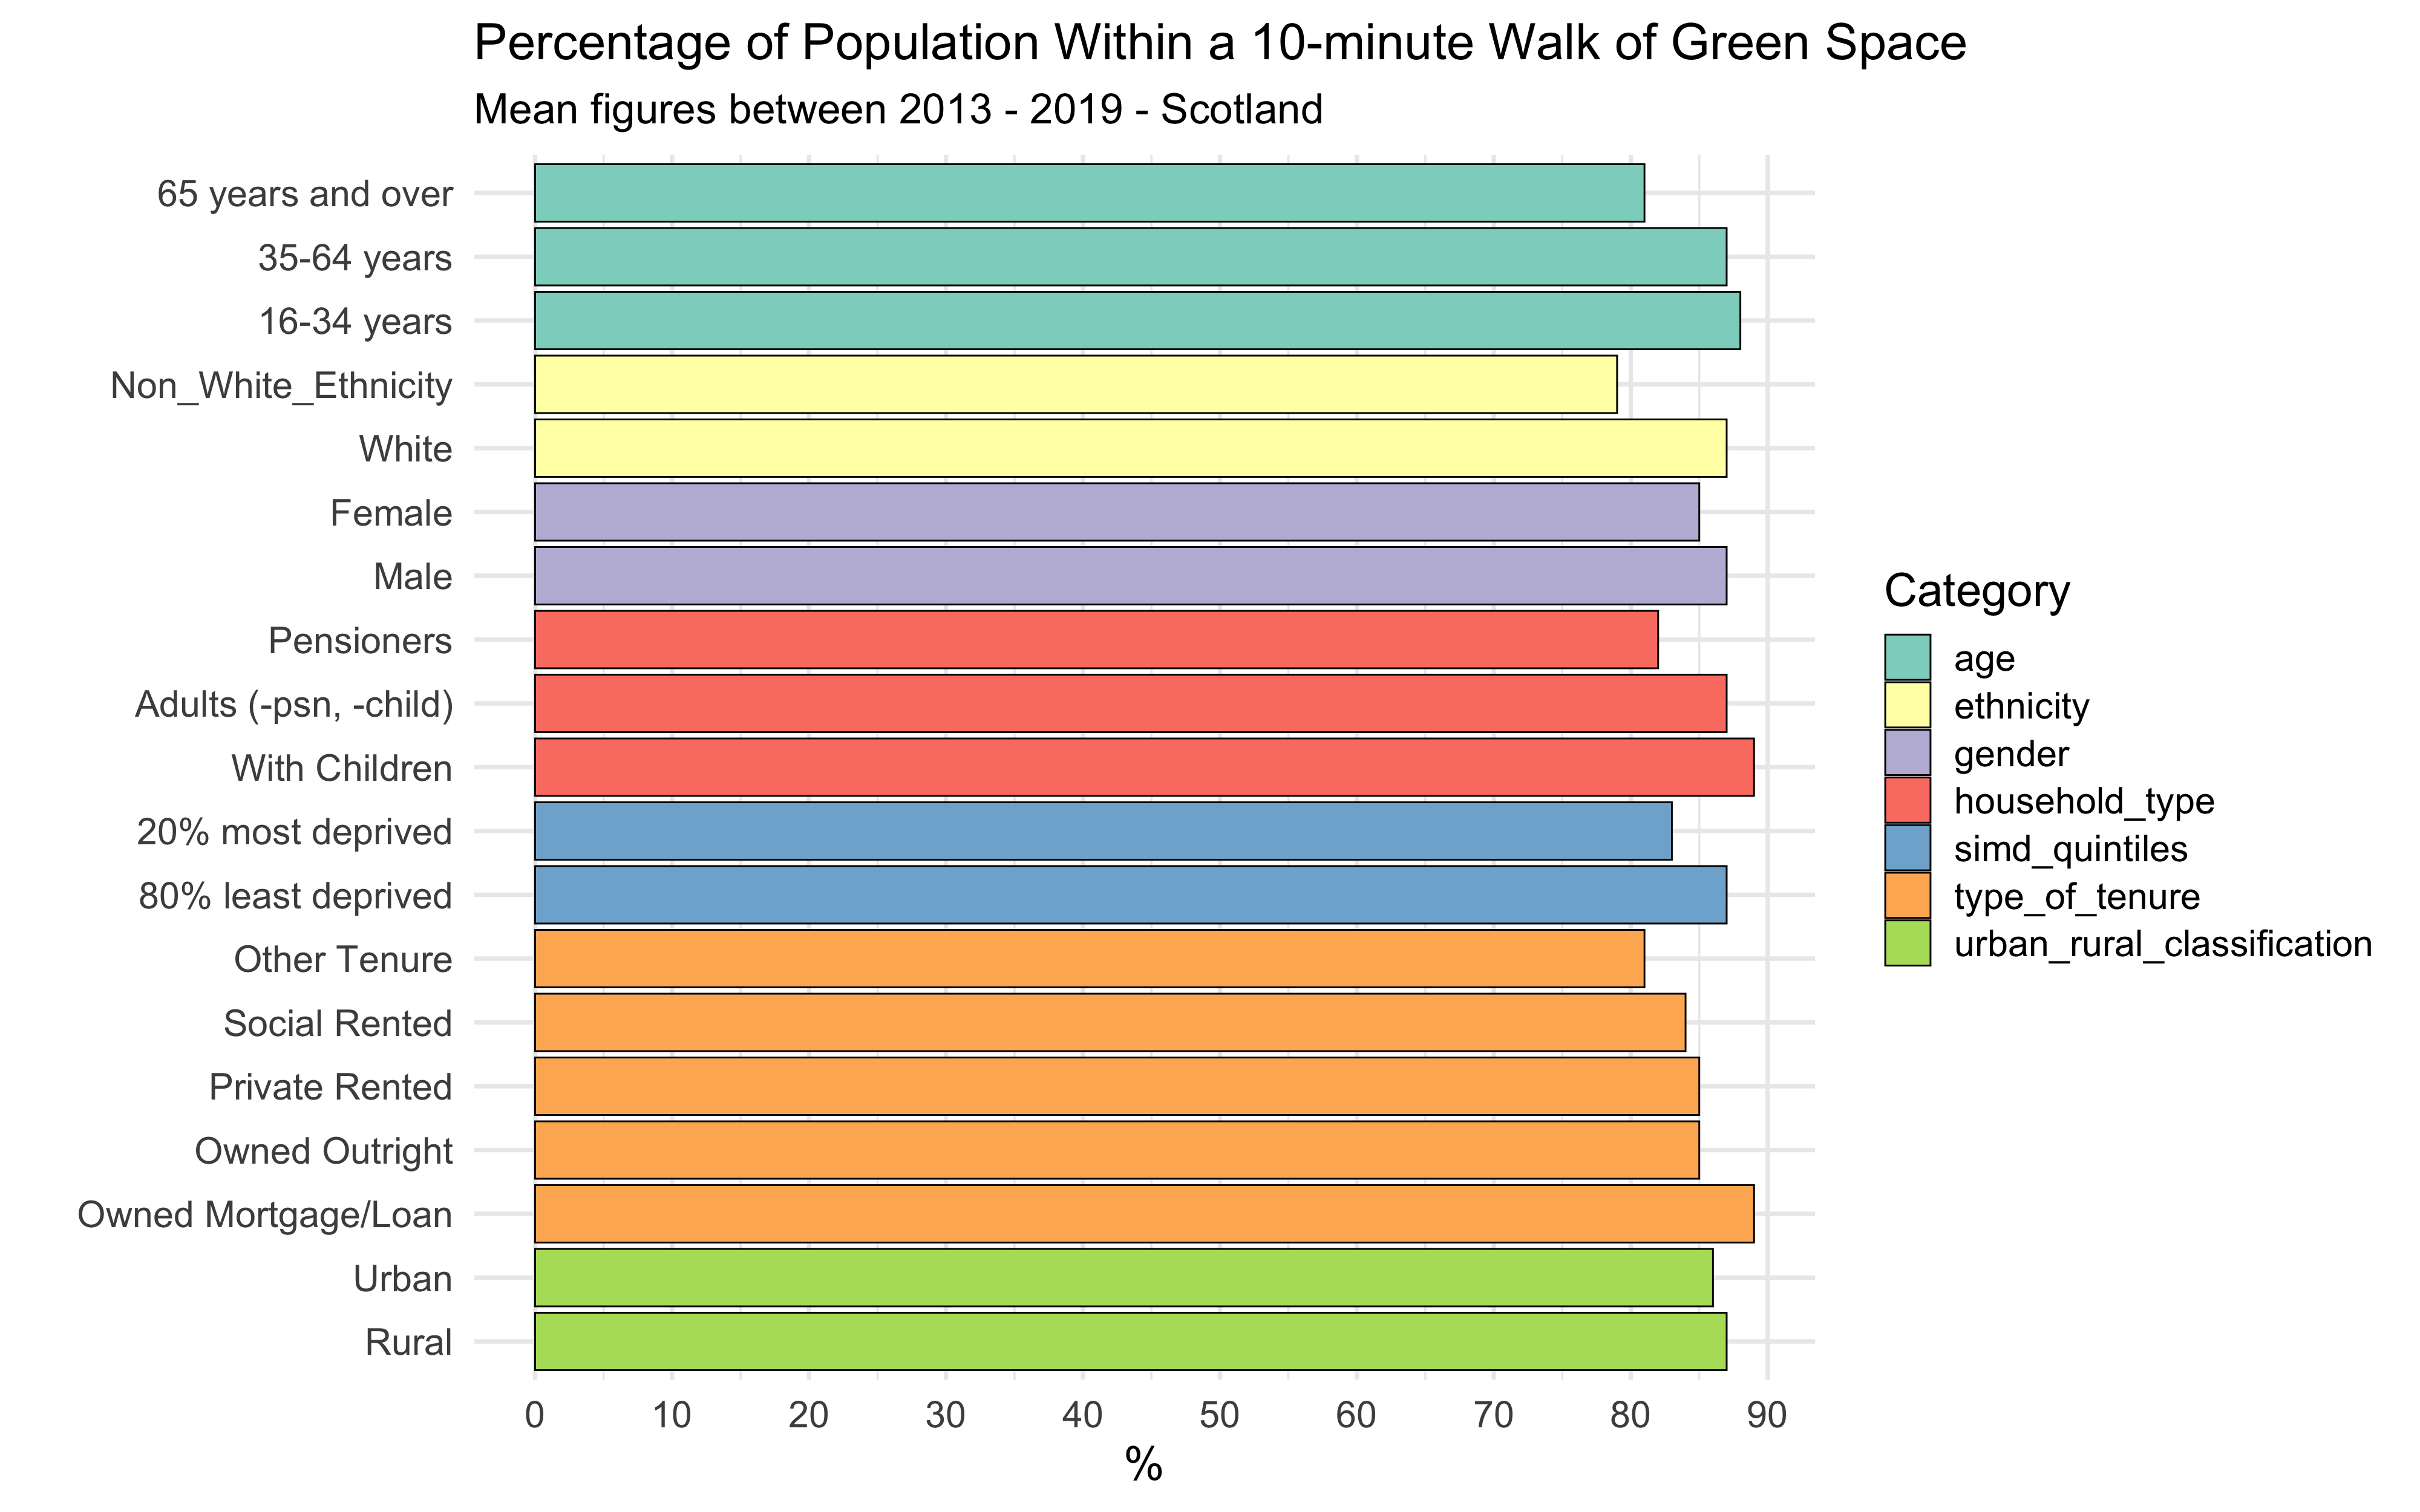 Percentage of Population Within a 10-minute Walk of Green Space
Mean figures between 2013 - 2019 - Scotland
65 years and over
35-64 years
16-34 years
Non_White_Ethnicity
White
Female
Male
Pensioners
Adults (-psn, -child)
With Children
20% most deprived
80% least deprived
Other Tenure
Social Rented
Private Rented
Owned Outright
Owned Mortgage/Loan
Urban
Rural
0 10 20 30 40 50 60 70 80 90
%
Category
age
ethnicity
gender
household_type
simd_quintiles
type_of_tenure
urban_rural_classification